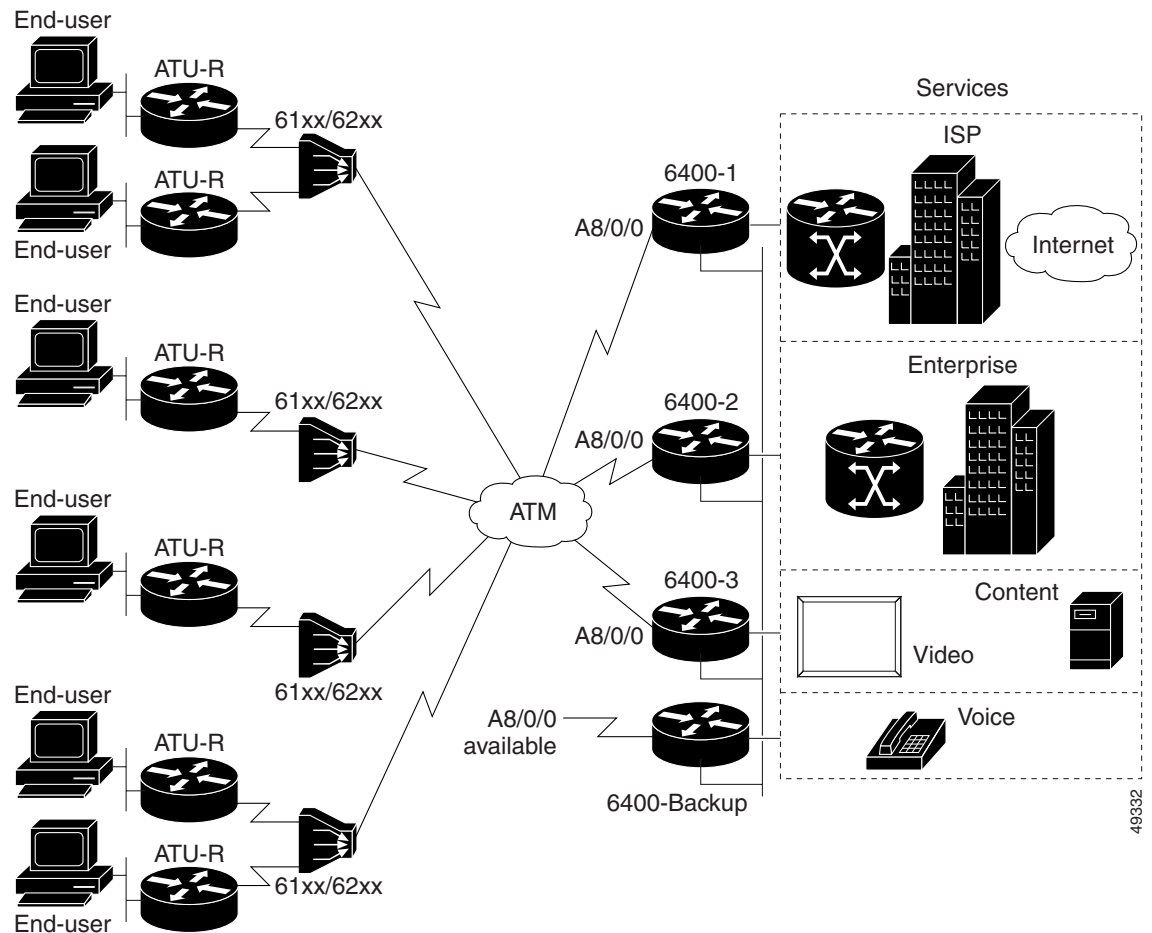 End-user
ATU-R
61xx/62xx
ATU-R
End-user
End-user
ATU-R
61xx/62xx
End-user
ATU-R
61xx/62xx
End-user
ATU-R
ATU-R
61xx/62xx
End-user
ATM
6400-1
A8/0/0
6400-2
A8/0/0
6400-3
A8/0/0
A8/0/0
available
6400-Backup
Services
ISP
Internet
Enterprise
Content
Video
Voice
49332